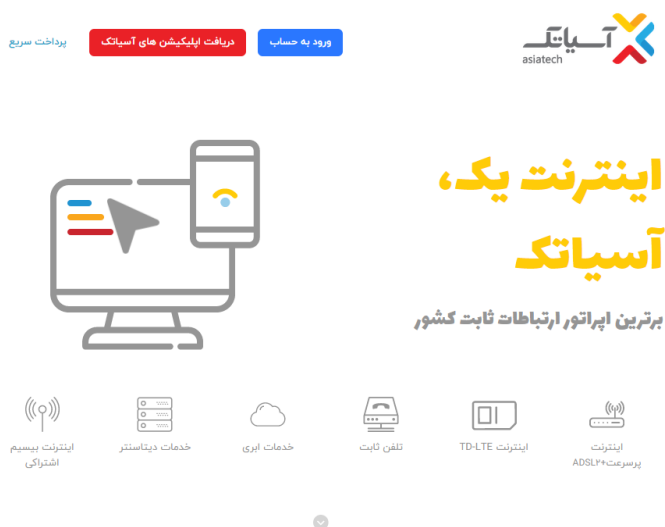 آسیاتک
asiatech
ورود به حساب
دریافت اپلیکیشن های آسیاتک
پرداخت سریع
اینترنت یک،
آسیاتک
برترین اپراتور ارتباطات ثابت کشور
اینترنت
پرسرعت+ADSL۲
اینترنت TD-LTE
تلفن ثابت
خدمات ابری
خدمات دیتاسنتر
اینترنت بیسیم
اشتراکی